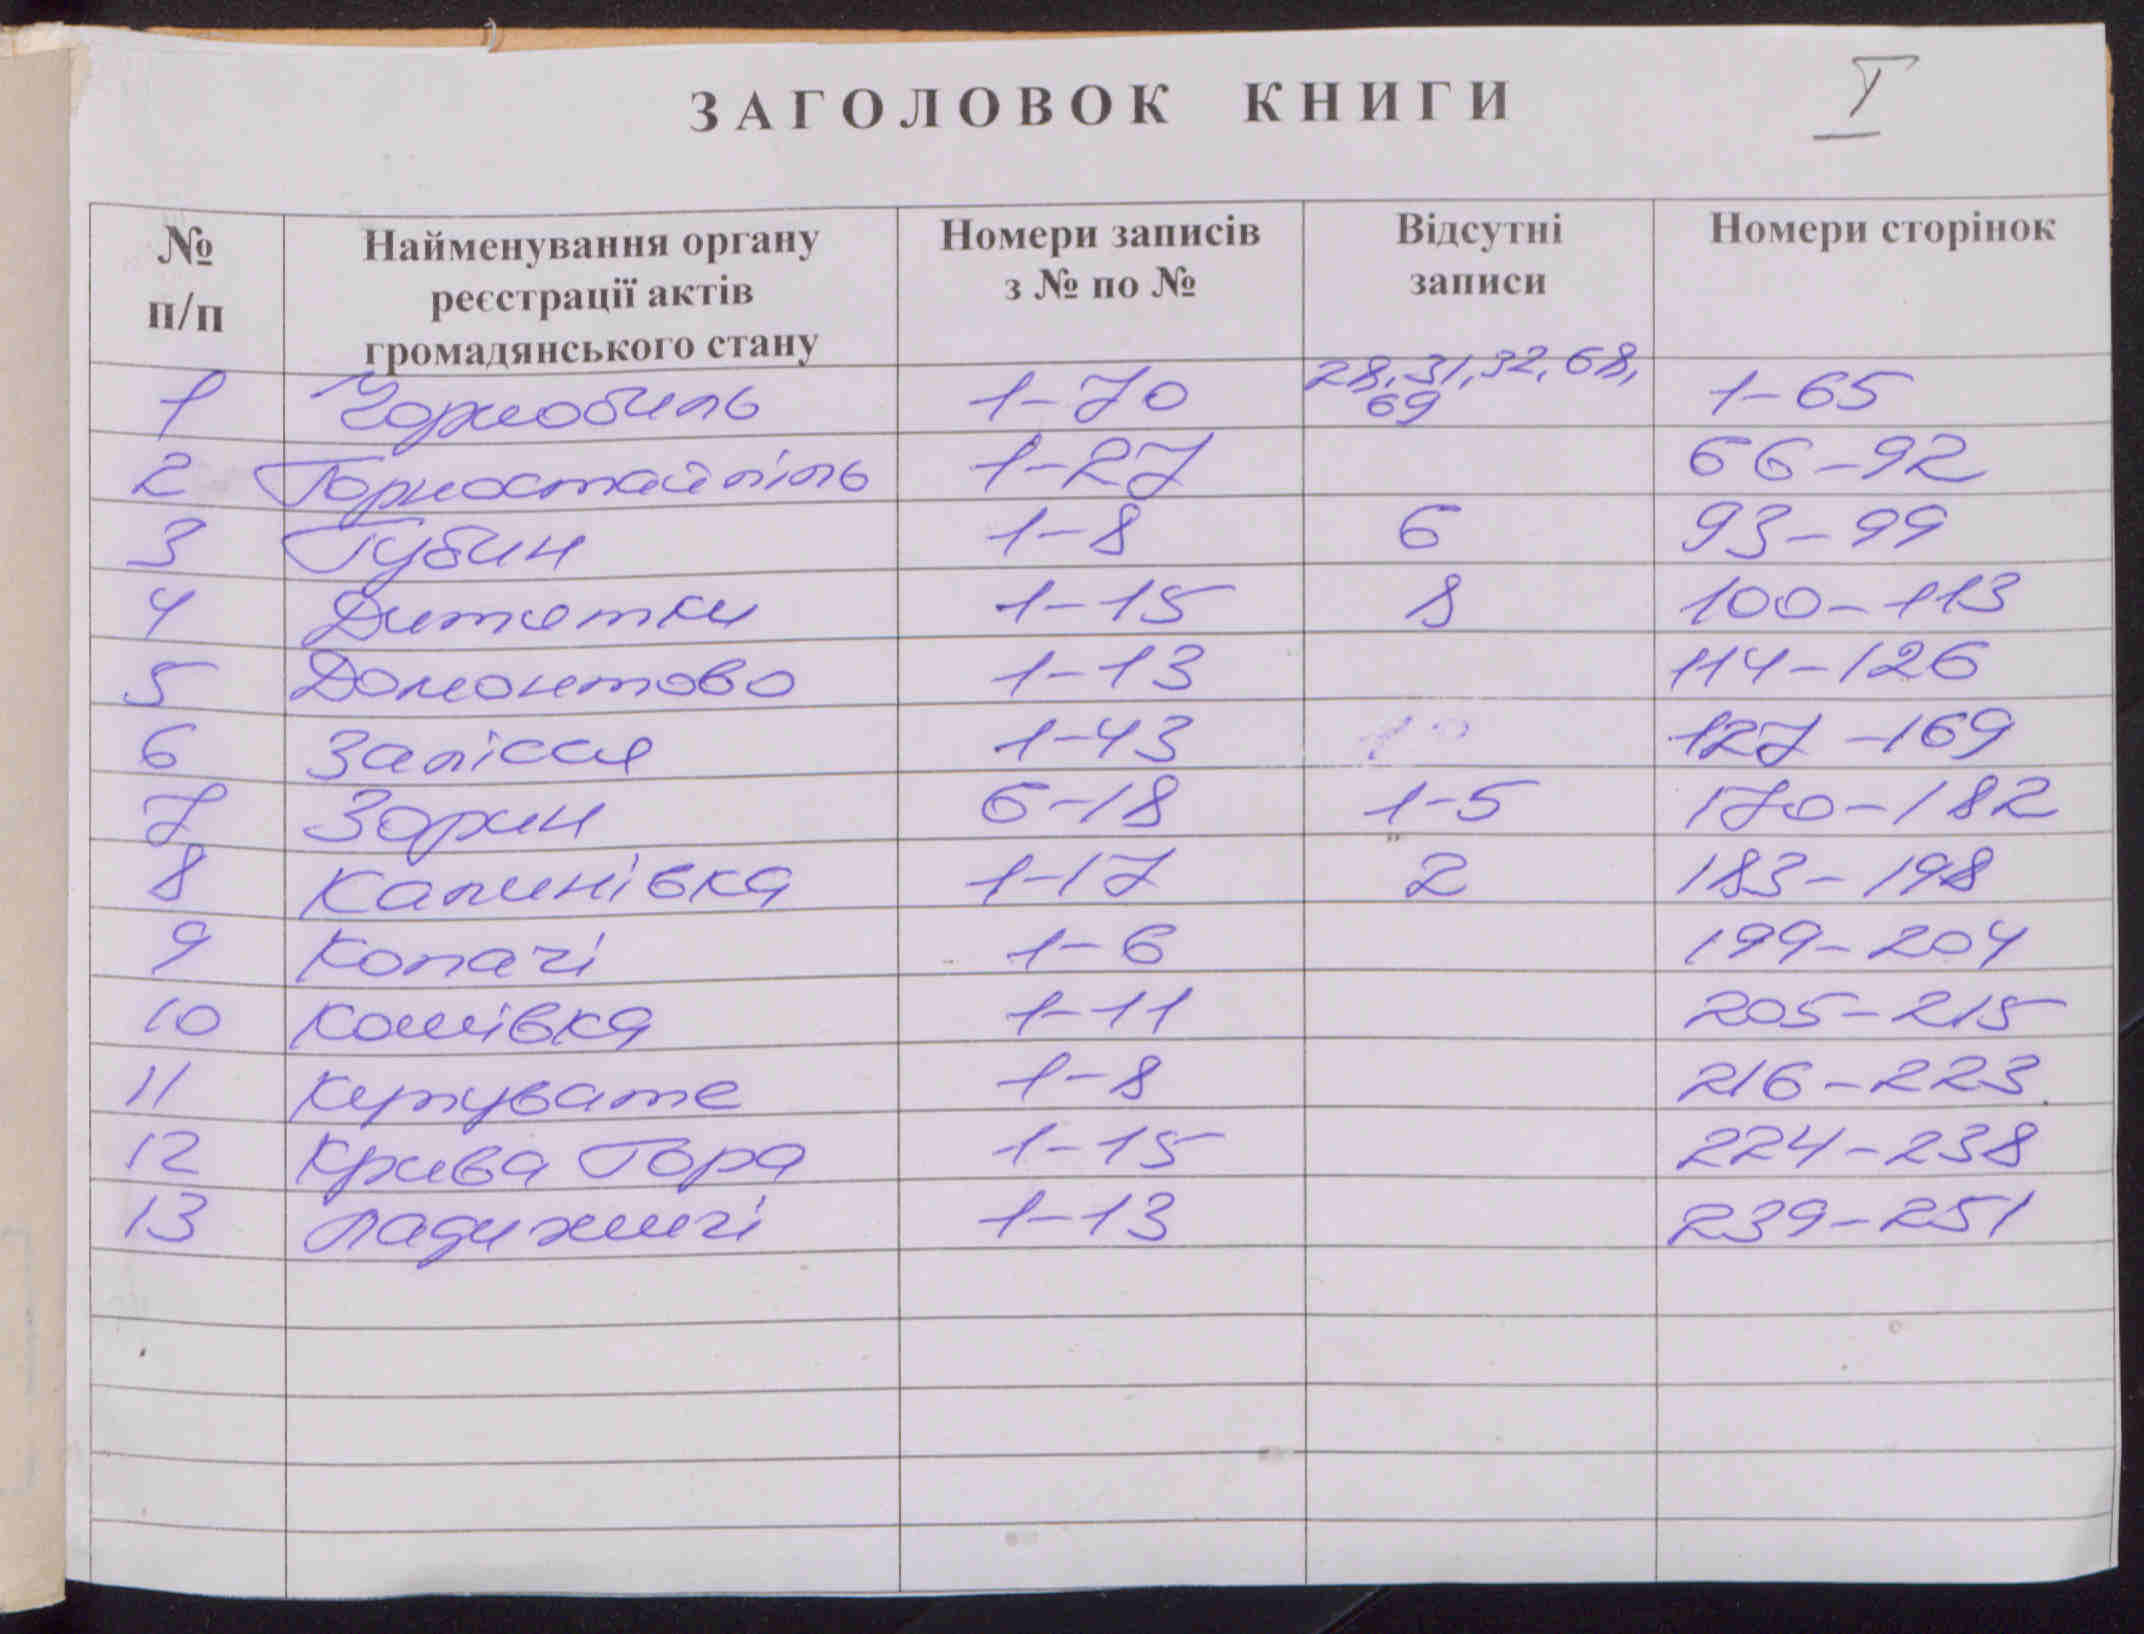 ЗАГОЛОВОК КНИГИ
I
№ п/п Найменування органу реєстрації актів громадянського стану Номери записів з № по № Відсутні записи Номери сторінок
1 Чорнобиль 1-70 28, 31, 32, 68, 69 1-65
2 Горностайпіль 1-27 66-92
3 Губин 1-8 6 93-99
4 Дитятки 1-15 8 100-113
5 Домонтово 1-13 114-126
6 Залісся 1-43 127-169
7 Зорин 6-18 1-5 170-182
8 Калинівка 1-17 2 183-198
9 Копачі 1-6 199-204
10 Кошівка 1-11 205-215
11 Купувате 1-8 216-223
12 Крива Гора 1-15 224-238
13 Ладижичі 1-13 239-251